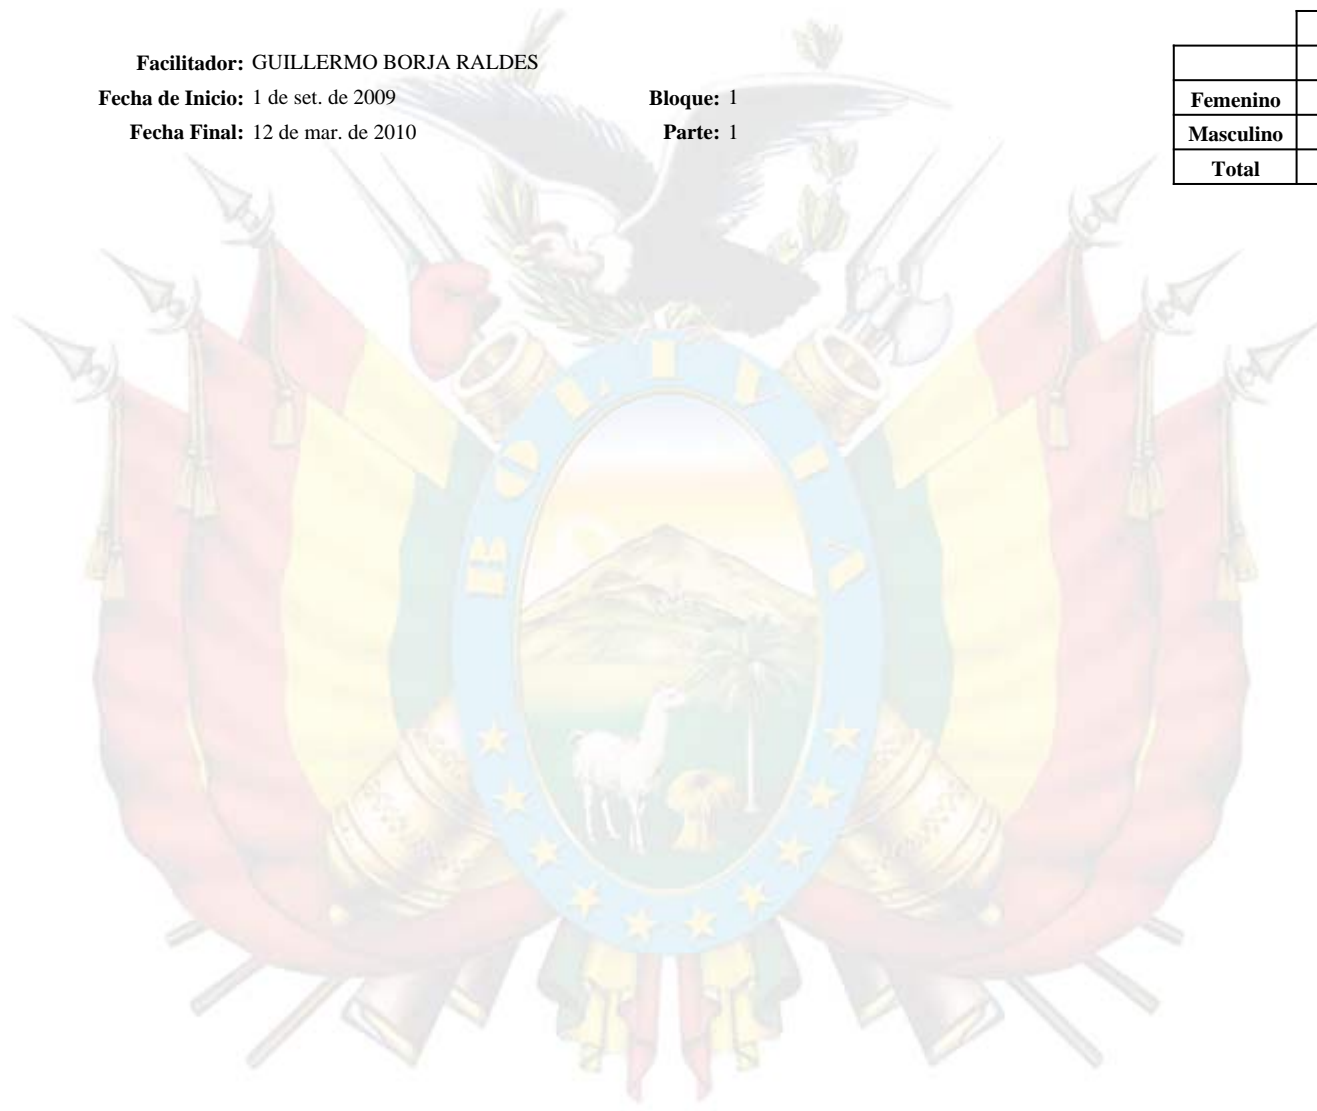 Facilitador: GUILLERMO BORJA RALDES
Fecha de Inicio: 1 de set. de 2009 Bloque: 1
Fecha Final: 12 de mar. de 2010 Parte: 1
Femenino
Masculino
Total
BOLIVIA